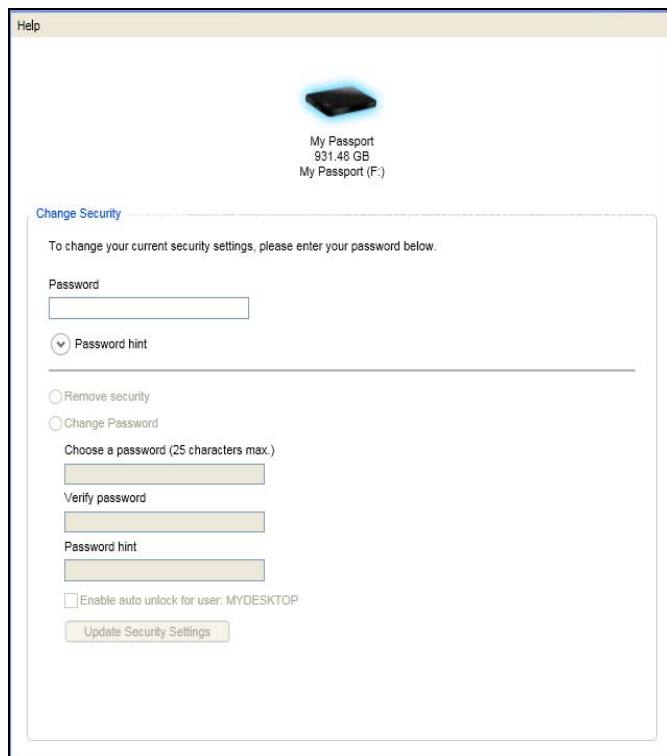 Help
My Passport
931.48 GB
My Passport (F:)
Change Security
To change your current security settings, please enter your password below.
Password
Password hint
Remove security
Change Password
Choose a password (25 characters max.)
Verify password
Password hint
Enable auto unlock for user: MYDESKTOP
Update Security Settings